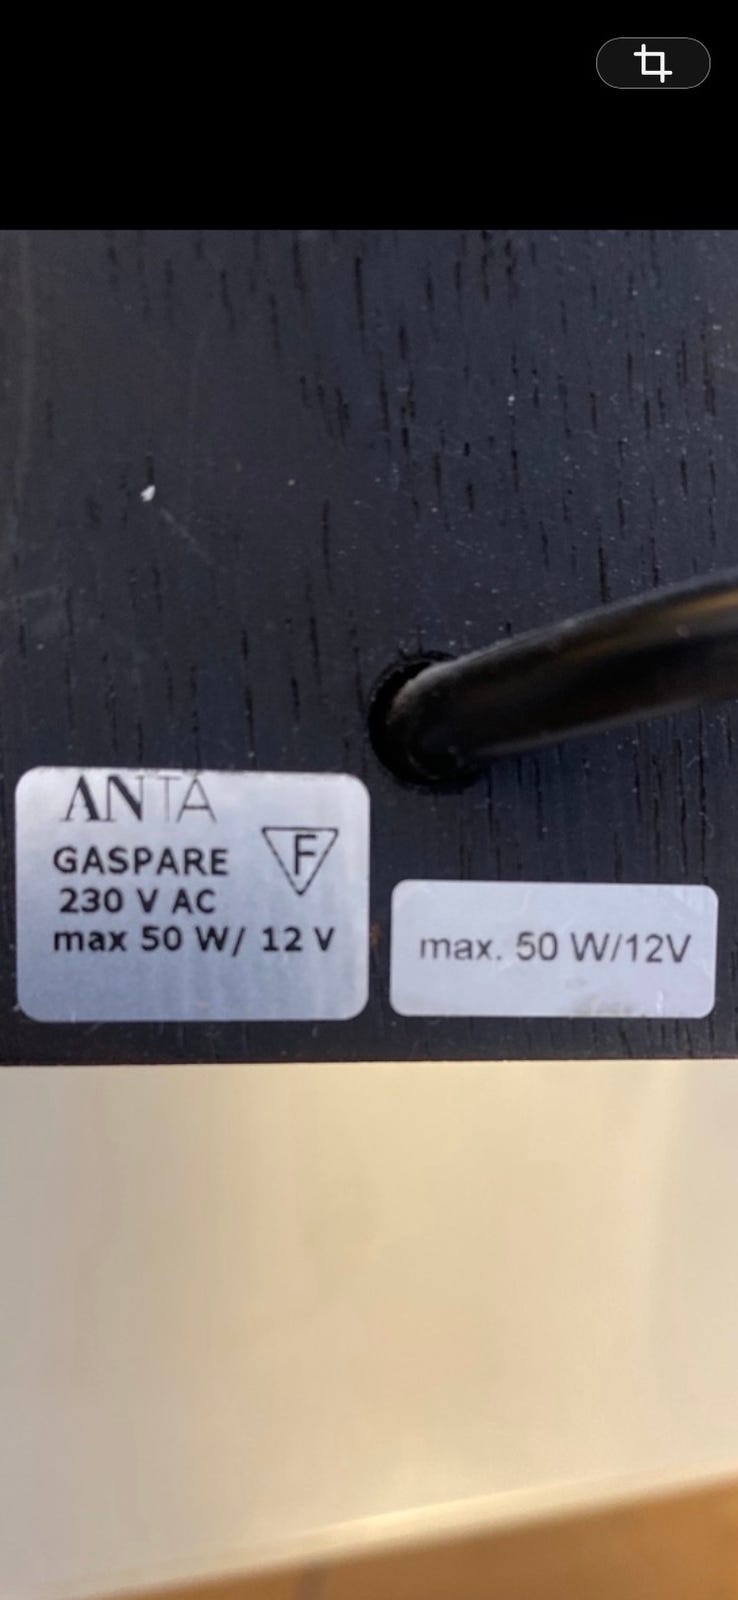 ANTA
GASPARE
F
230 V AC
max 50 W/ 12 V
max. 50 W/12V